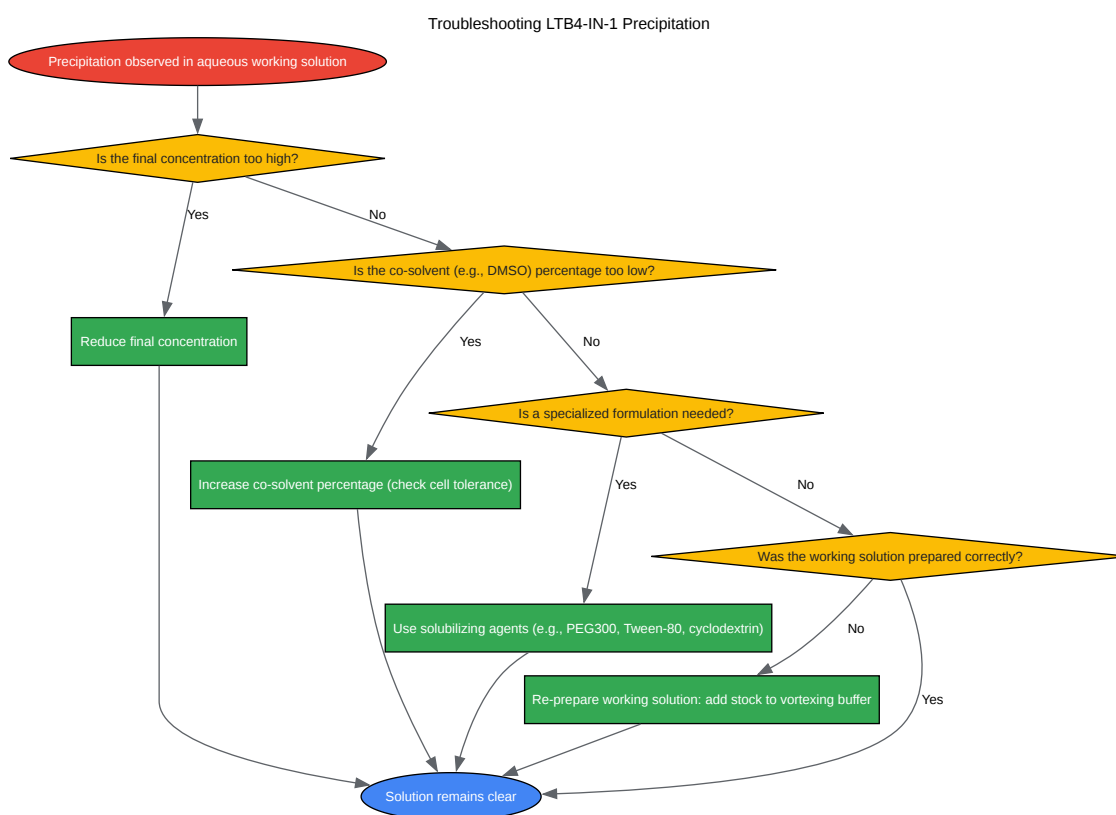 Troubleshooting LTB4-IN-1 Precipitation
Precipitation observed in aqueous working solution
Is the final concentration too high?
Yes
No
Is the co-solvent (e.g., DMSO) percentage too low?
Reduce final concentration
Yes
No
Is a specialized formulation needed?
Increase co-solvent percentage (check cell tolerance)
Yes
No
Was the working solution prepared correctly?
Use solubilizing agents (e.g., PEG300, Tween-80, cyclodextrin)
No
Re-prepare working solution: add stock to vortexing buffer
Yes
Solution remains clear